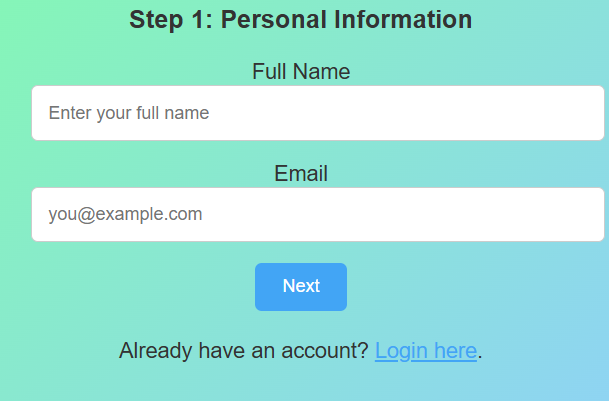 Step 1: Personal Information
Full Name
Enter your full name
Email
you@example.com
Next
Already have an account? Login here.